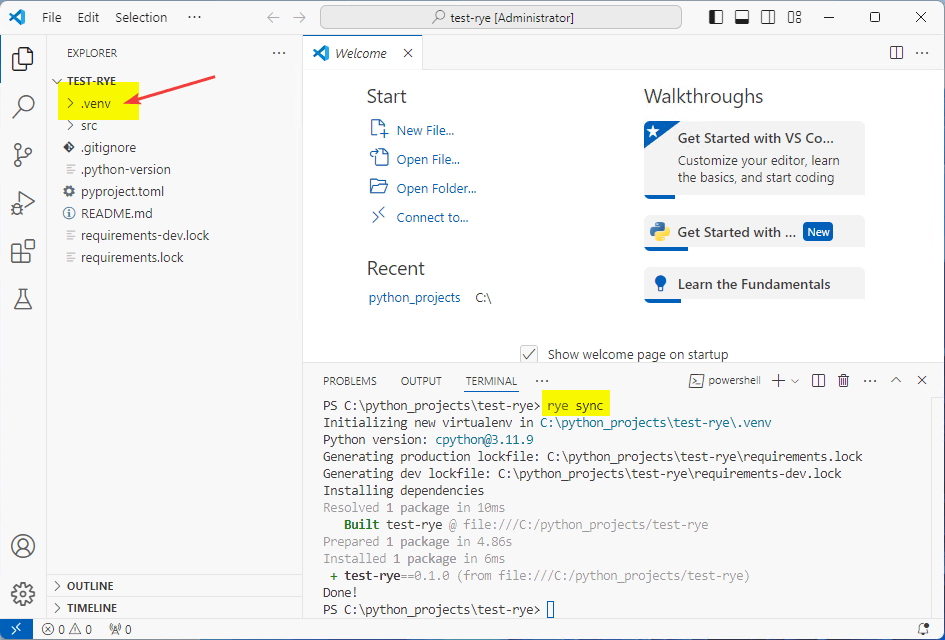 File Edit Selection ···
test-rye [Administrator]
EXPLORER ···
TEST-RYE
.venv
src
.gitignore
.python-version
pyproject.toml
README.md
requirements-dev.lock
requirements.lock
OUTLINE
TIMELINE
Welcome
Start
New File...
Open File...
Open Folder...
Connect to...
Recent
python_projects C:\
Walkthroughs
Get Started with VS Co...
Customize your editor, learn
the basics, and start coding
Get Started with ... New
Learn the Fundamentals
Show welcome page on startup
PROBLEMS OUTPUT TERMINAL ··· powershell
PS C:\python_projects\test-rye> rye sync
Initializing new virtualenv in C:\python_projects\test-rye\.venv
Python version: cpython@3.11.9
Generating production lockfile: C:\python_projects\test-rye\requirements.lock
Generating dev lockfile: C:\python_projects\test-rye\requirements-dev.lock
Installing dependencies
Resolved 1 package in 10ms
Built test-rye @ file:///C:/python_projects/test-rye
Prepared 1 package in 4.86s
Installed 1 package in 6ms
+ test-rye==0.1.0 (from file:///C:/python_projects/test-rye)
Done!
PS C:\python_projects\test-rye>
0 0 0